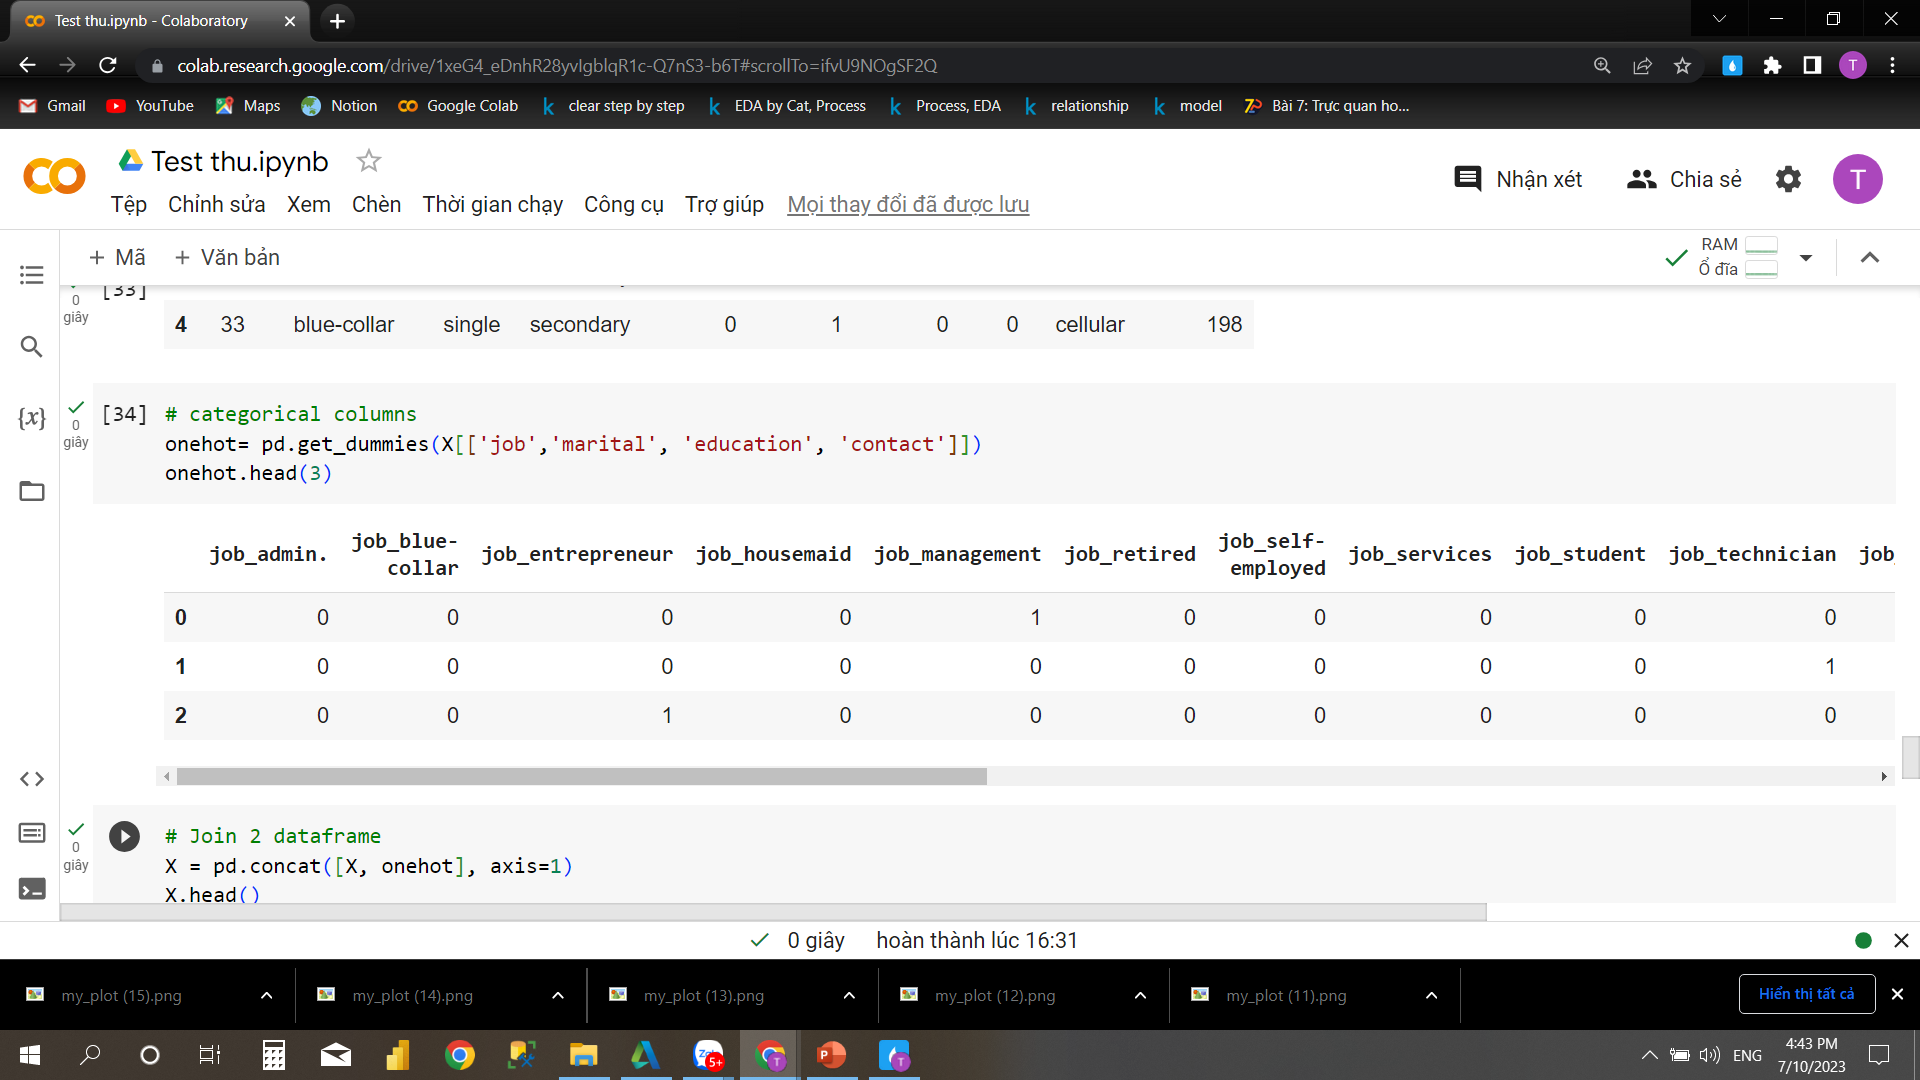 Test thu.ipynb - Colaboratory
colab.research.google.com/drive/1xeG4_eDnhR28yvIgblqR1c-Q7nS3-b6T#scrollTo=ifvU9NOgSF2Q
T
Gmail YouTube Maps Notion Google Colab clear step by step EDA by Cat, Process Process, EDA relationship model Bài 7: Trực quan ho...
Test thu.ipynb
Nhận xét Chia sẻ T
Tệp Chỉnh sửa Xem Chèn Thời gian chạy Công cụ Trợ giúp Mọi thay đổi đã được lưu
+ Mã + Văn bản
RAM
Ổ đĩa
[33]
0
giây
4 33 blue-collar single secondary 0 1 0 0 cellular 198
[34] # categorical columns
0
giây
onehot= pd.get_dummies(X[['job','marital', 'education', 'contact']])
onehot.head(3)
job_admin. job_blue-collar job_entrepreneur job_housemaid job_management job_retired job_self-employed job_services job_student job_technician job_
0 0 0 0 0 1 0 0 0 0 0
1 0 0 0 0 0 0 0 0 0 1
2 0 0 1 0 0 0 0 0 0 0
0
giây
# Join 2 dataframe
X = pd.concat([X, onehot], axis=1)
X.head()
0 giây hoàn thành lúc 16:31
my_plot (15).png my_plot (14).png my_plot (13).png my_plot (12).png my_plot (11).png Hiển thị tất cả
5+ T T
ENG
4:43 PM
7/10/2023